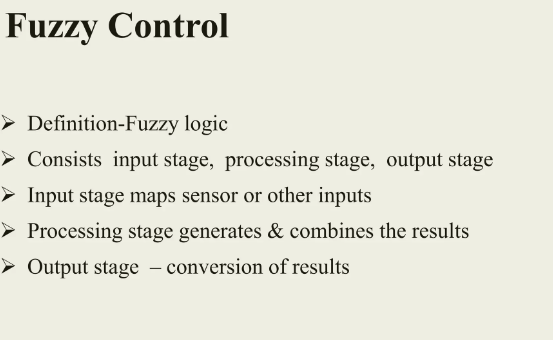 Fuzzy Control
➢ Definition-Fuzzy logic
➢ Consists input stage, processing stage, output stage
➢ Input stage maps sensor or other inputs
➢ Processing stage generates & combines the results
➢ Output stage – conversion of results